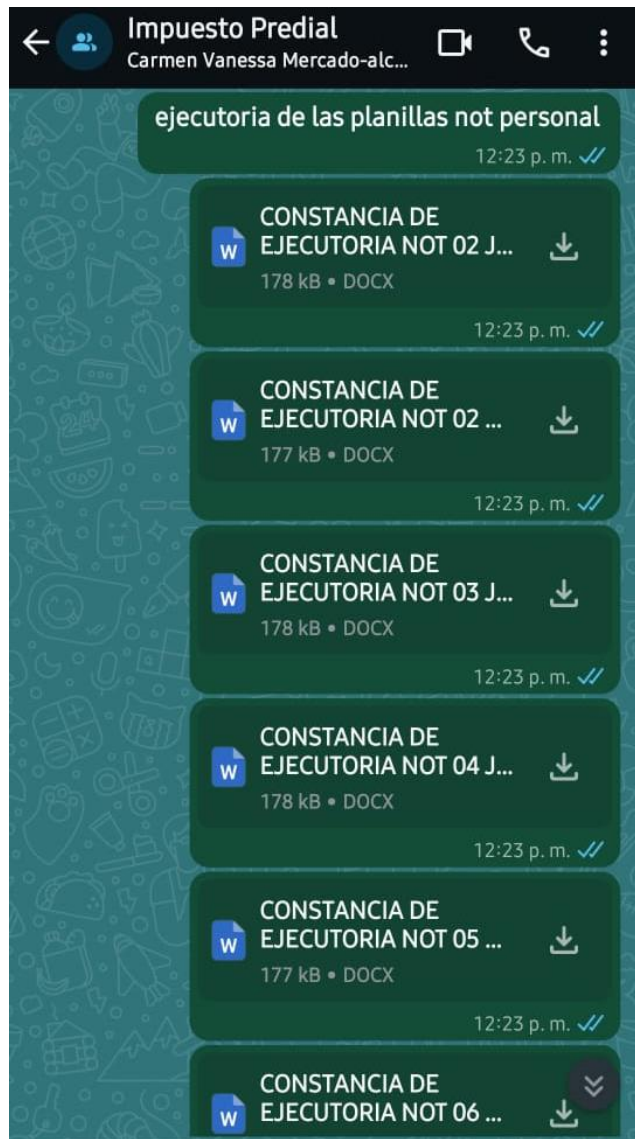 Impuesto Predial
Carmen Vanessa Mercado-alc...
ejecutoria de las planillas not personal
12:23 p. m.
CONSTANCIA DE
W EJECUTORIA NOT 02 J...
178 kB • DOCX
12:23 p. m.
CONSTANCIA DE
W EJECUTORIA NOT 02 ...
177 kB • DOCX
12:23 p. m.
CONSTANCIA DE
W EJECUTORIA NOT 03 J...
178 kB • DOCX
12:23 p. m.
CONSTANCIA DE
W EJECUTORIA NOT 04 J...
178 kB • DOCX
12:23 p. m.
CONSTANCIA DE
W EJECUTORIA NOT 05 ...
177 kB • DOCX
12:23 p. m.
CONSTANCIA DE
W EJECUTORIA NOT 06 ...